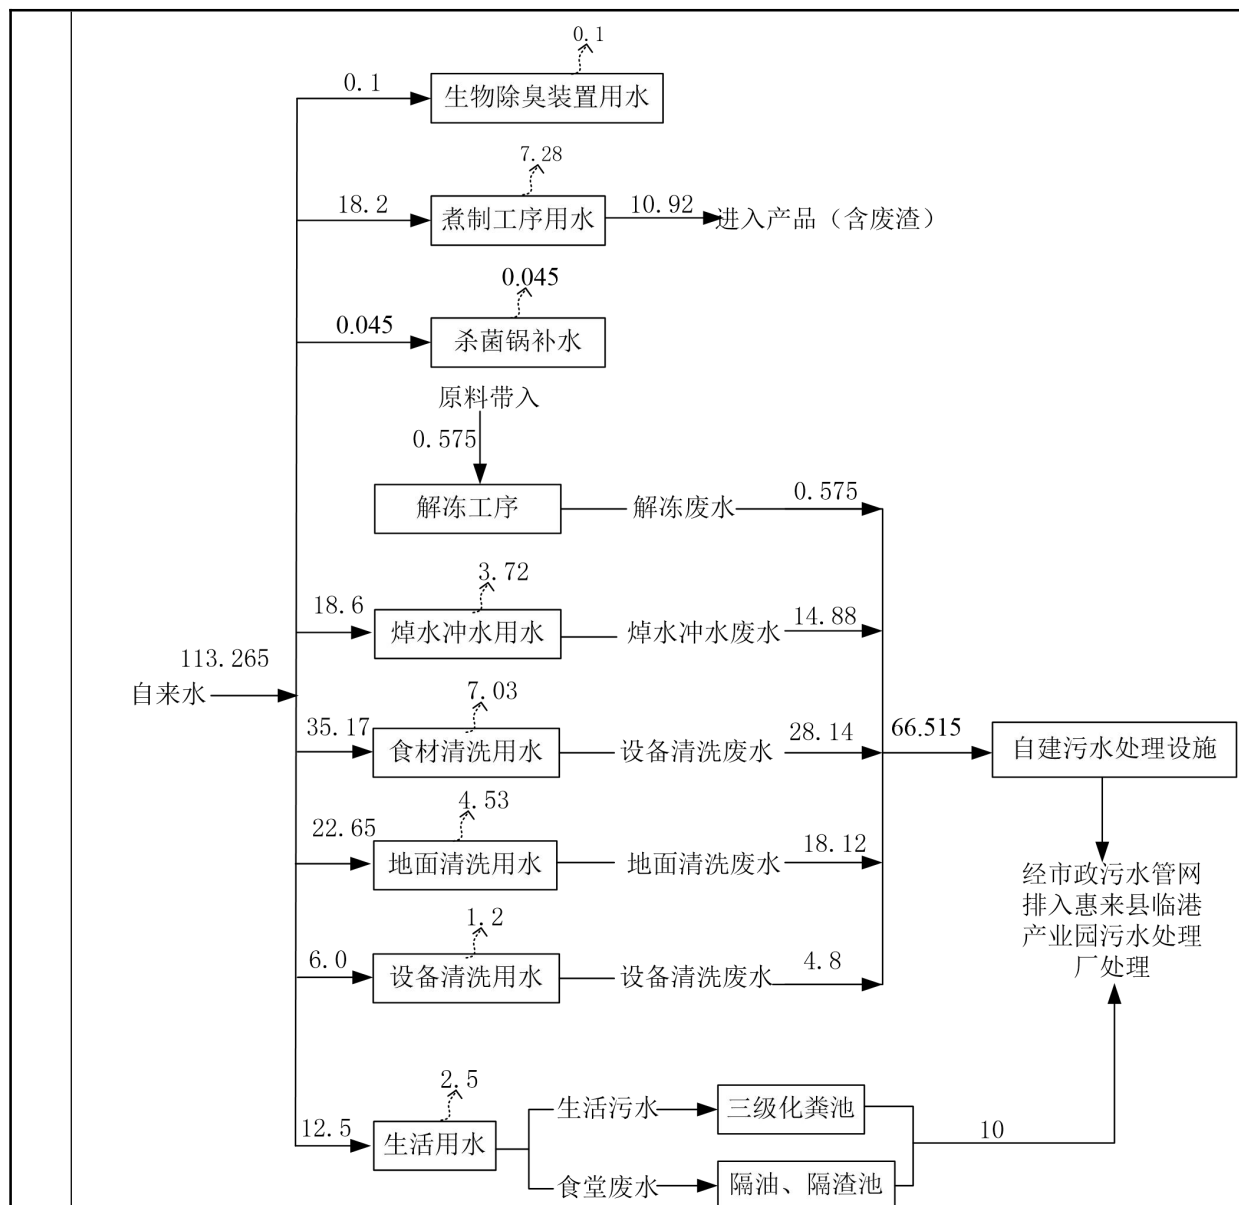 0.1
0.1
生物除臭装置用水
7.28
18.2
煮制工序用水
10.92
进入产品（含废渣）
0.045
0.045
杀菌锅补水
原料带入
0.575
解冻工序
解冻废水
0.575
3.72
18.6
焯水冲水用水
焯水冲水废水
14.88
113.265
自来水
7.03
35.17
食材清洗用水
设备清洗废水
28.14
66.515
自建污水处理设施
4.53
22.65
地面清洗用水
地面清洗废水
18.12
经市政污水管网
排入惠来县临港
产业园污水处理
厂处理
1.2
6.0
设备清洗用水
设备清洗废水
4.8
2.5
12.5
生活用水
生活污水
三级化粪池
10
食堂废水
隔油、隔渣池